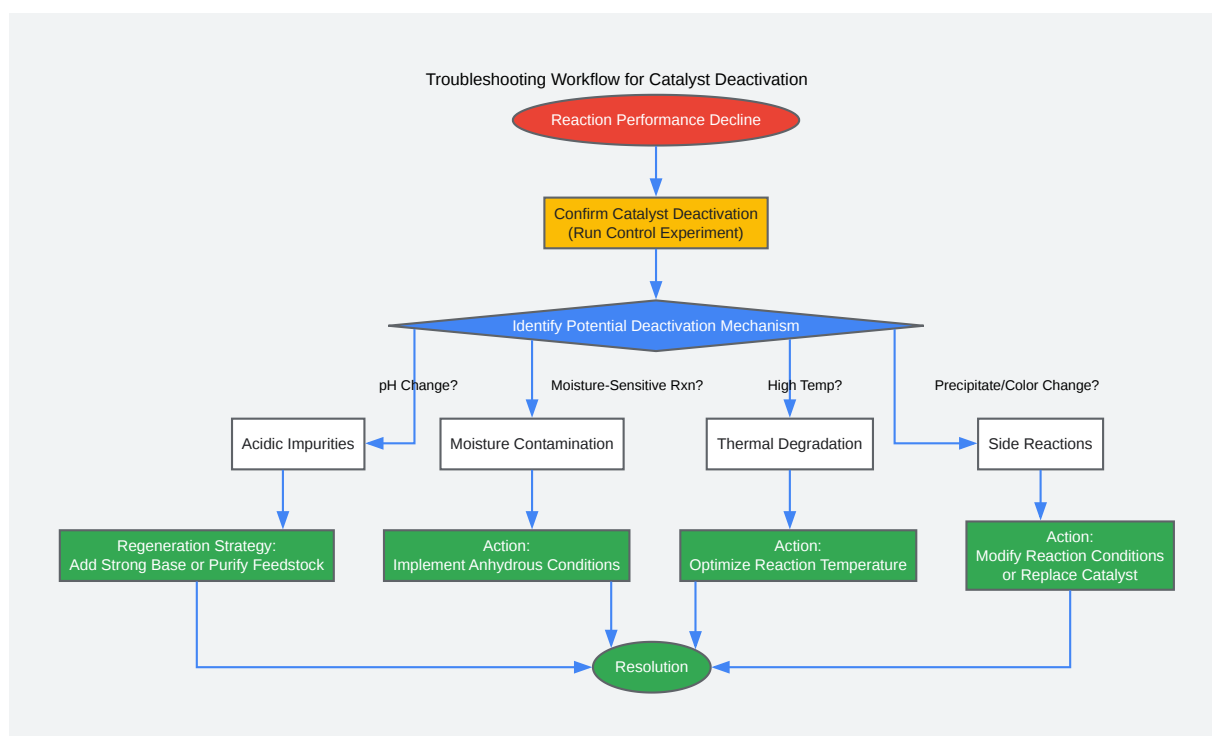 Troubleshooting Workflow for Catalyst Deactivation
Reaction Performance Decline
Confirm Catalyst Deactivation
(Run Control Experiment)
Identify Potential Deactivation Mechanism
pH Change?
Moisture-Sensitive Rxn?
High Temp?
Precipitate/Color Change?
Acidic Impurities
Moisture Contamination
Thermal Degradation
Side Reactions
Regeneration Strategy:
Add Strong Base or Purify Feedstock
Action:
Implement Anhydrous Conditions
Action:
Optimize Reaction Temperature
Action:
Modify Reaction Conditions
or Replace Catalyst
Resolution